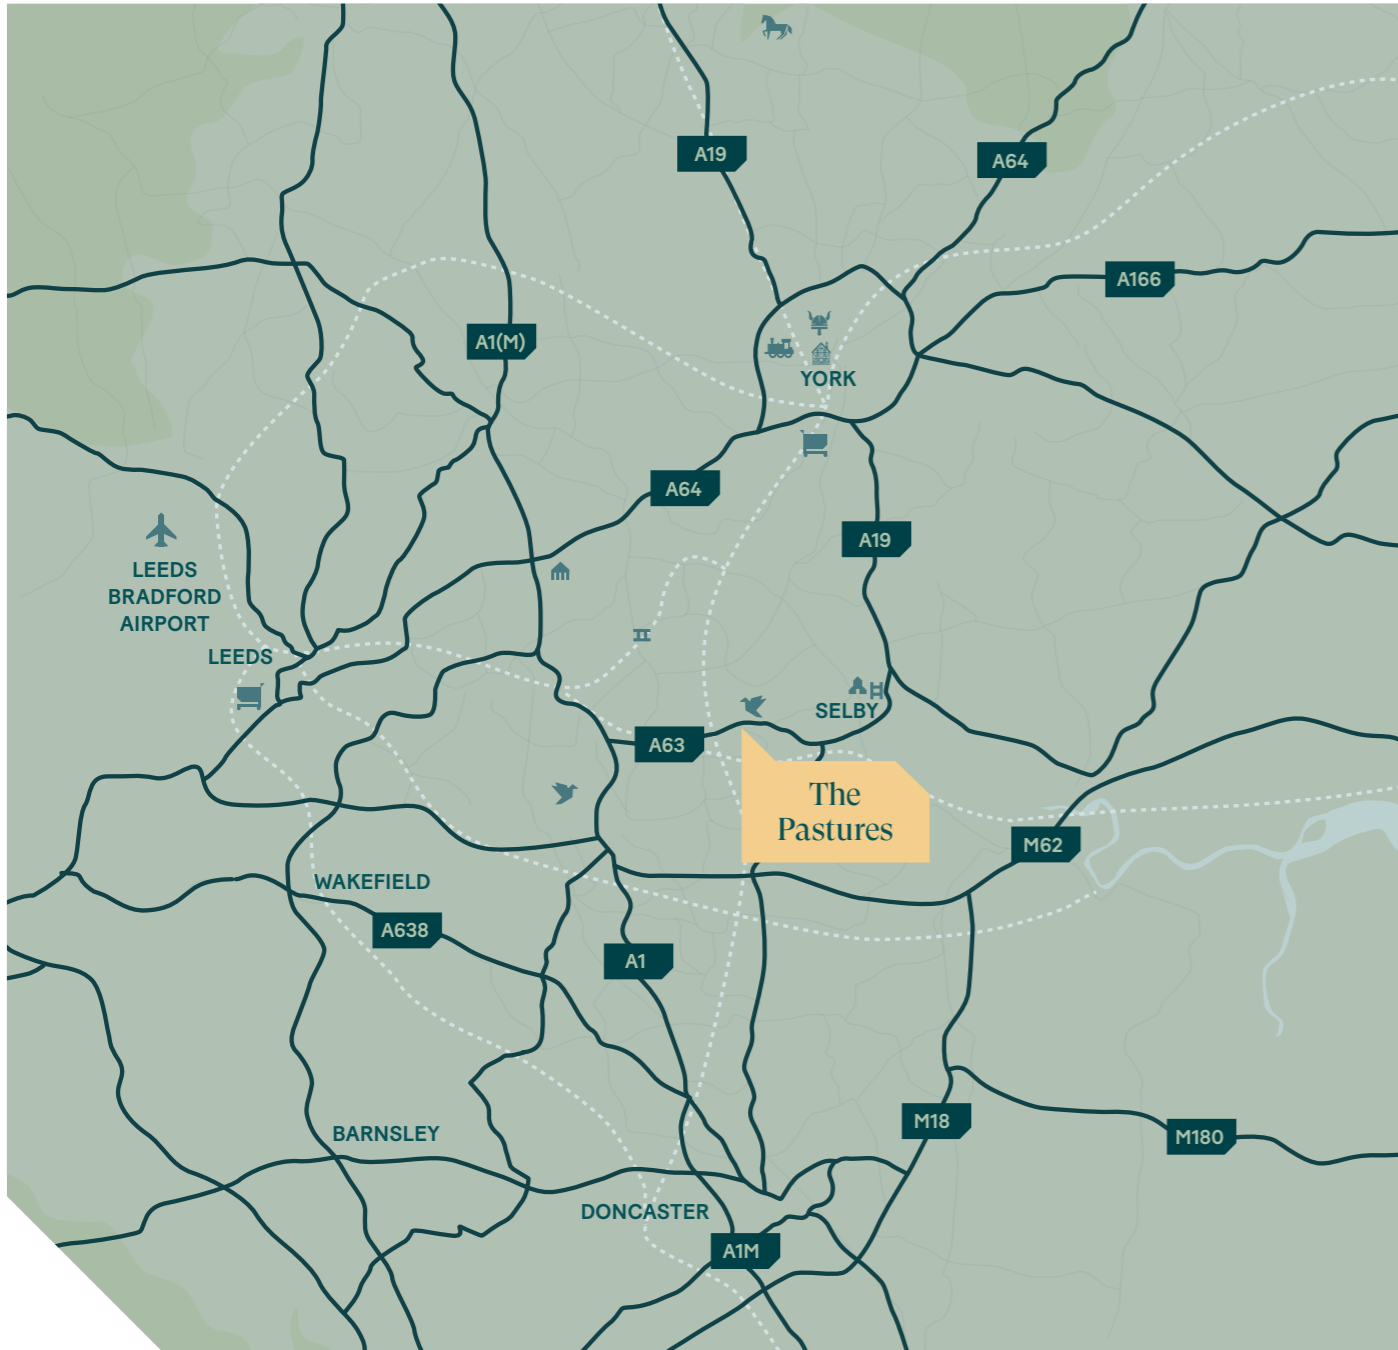 A19
A64
A166
A1(M)
YORK
A64
A19
LEEDS
BRADFORD
AIRPORT
LEEDS
SELBY
A63
The
Pastures
M62
WAKEFIELD
A638
A1
M18
M180
BARNSLEY
DONCASTER
A1M